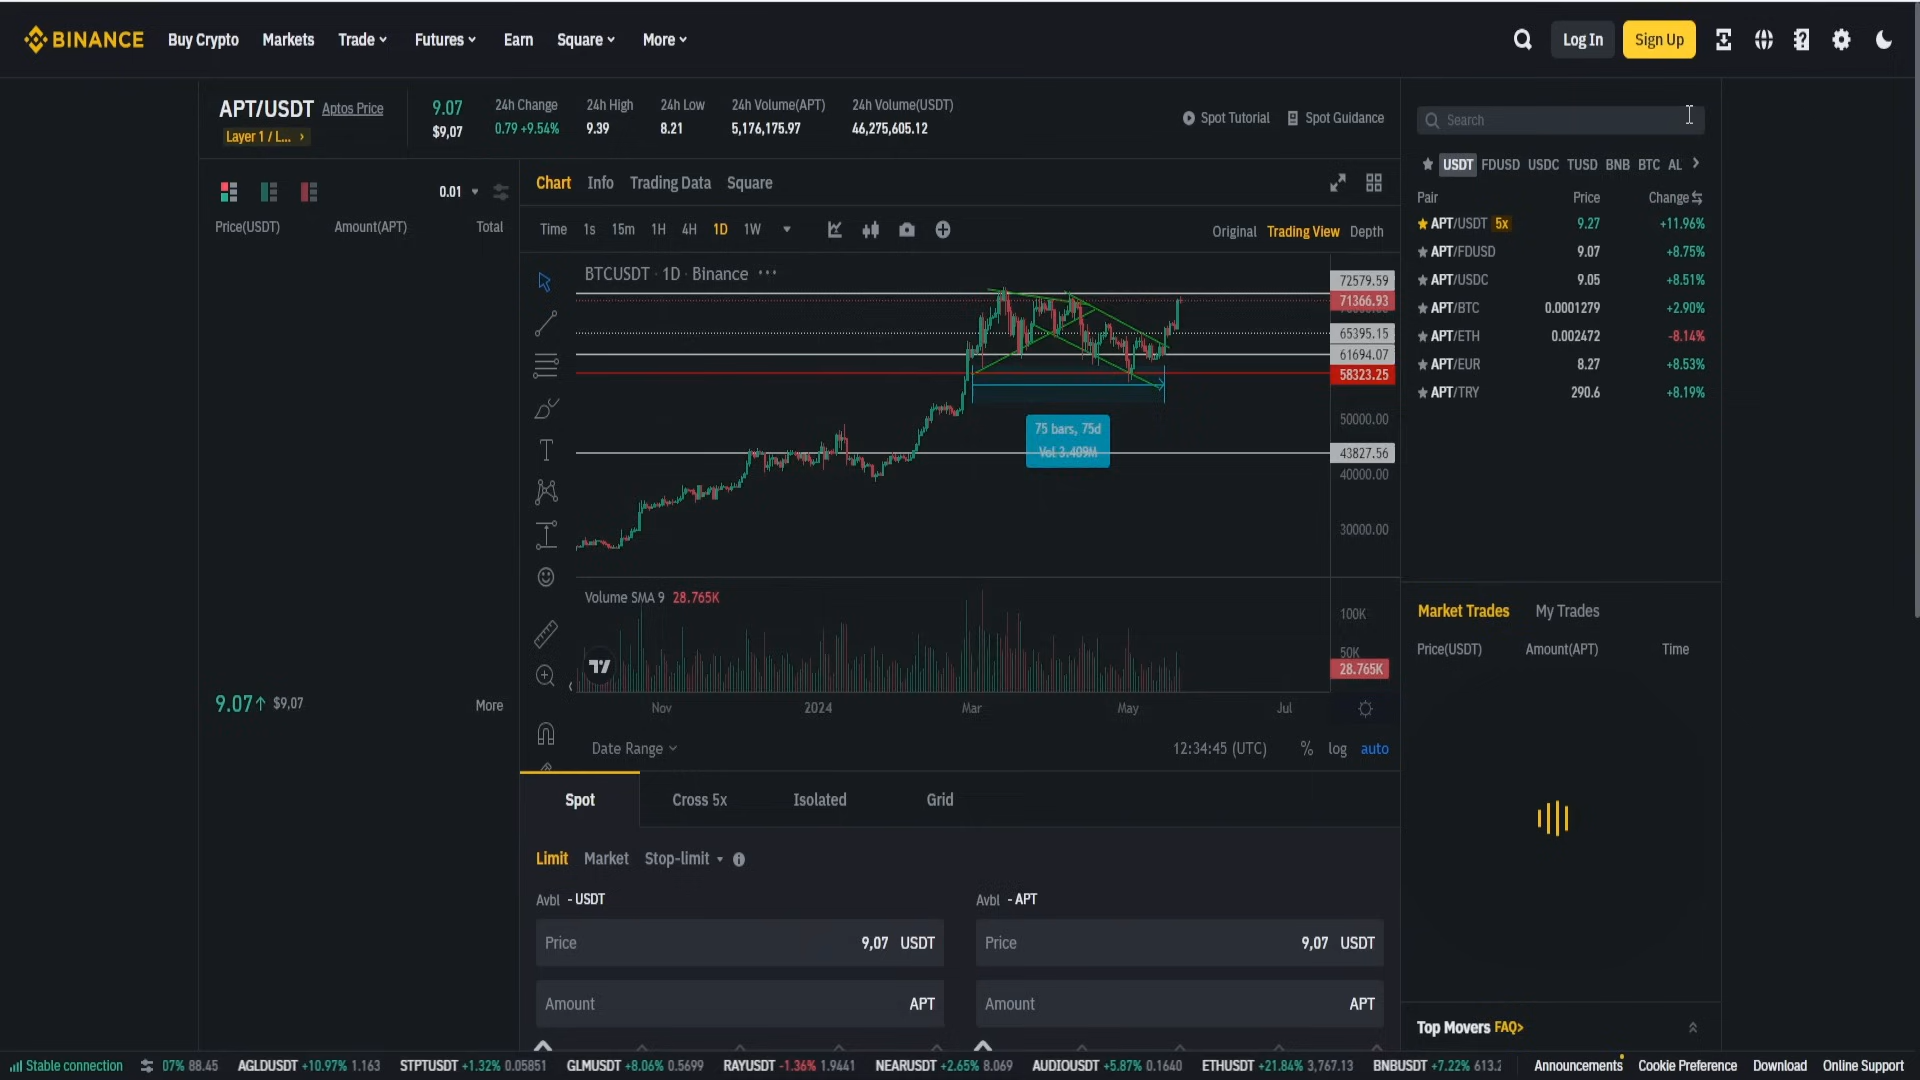 BINANCE Buy Crypto Markets Trade Futures Earn Square More Log In Sign Up
APT/USDT Aptos Price
Layer 1 / L... ›
9.07
$9,07
24h Change
0.79 +9.54%
24h High
9.39
24h Low
8.21
24h Volume(APT)
5,176,175.97
24h Volume(USDT)
46,275,605.12
Spot Tutorial Spot Guidance
0.01
Price(USDT) Amount(APT) Total
9.07↑ $9,07 More
Chart Info Trading Data Square
Time 1s 15m 1H 4H 1D 1W
Original Trading View Depth
BTCUSDT · 1D · Binance ···
72579.59
71366.93
65395.15
61694.07
58323.25
50000.00
43827.56
40000.00
30000.00
75 bars, 75d
Vol 3.409M
Volume SMA 9 28.765K
100K
50K
28.765K
Nov 2024 Mar May Jul
Date Range 12:34:45 (UTC) % log auto
Spot Cross 5x Isolated Grid
Limit Market Stop-limit
Avbl - USDT
Price 9,07 USDT
Amount APT
Avbl - APT
Price 9,07 USDT
Amount APT
Search
USDT FDUSD USDC TUSD BNB BTC AL
Pair Price Change
APT/USDT 5x 9.27 +11.96%
APT/FDUSD 9.07 +8.75%
APT/USDC 9.05 +8.51%
APT/BTC 0.0001279 +2.90%
APT/ETH 0.002472 -8.14%
APT/EUR 8.27 +8.53%
APT/TRY 290.6 +8.19%
Market Trades My Trades
Price(USDT) Amount(APT) Time
Top Movers FAQ>
Stable connection 07% 88.45 AGLDUSDT +10.97% 1.163 STPTUSDT +1.32% 0.05851 GLMUSDT +8.06% 0.5699 RAYUSDT -1.36% 1.9441 NEARUSDT +2.65% 8.069 AUDIOUSDT +5.87% 0.1640 ETHUSDT +21.84% 3,767.13 BNBUSDT +7.22% 613.2 Announcements Cookie Preference Download Online Support